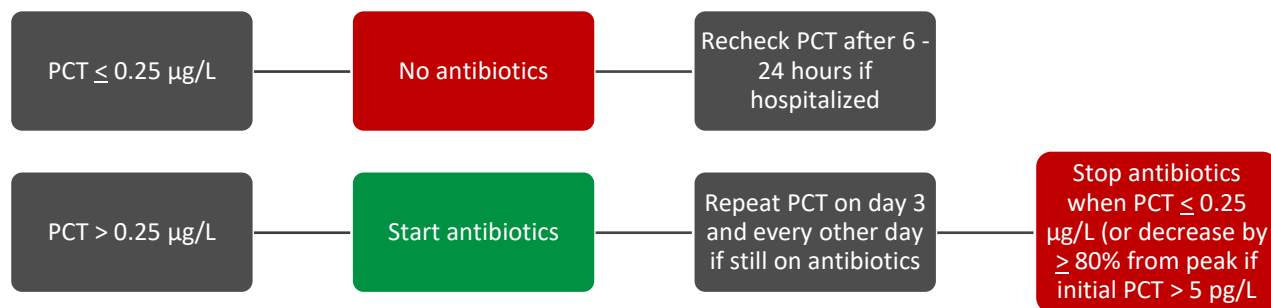 PCT ≤ 0.25 µg/L
No antibiotics
Recheck PCT after 6 -
24 hours if
hospitalized
PCT > 0.25 µg/L
Start antibiotics
Repeat PCT on day 3
and every other day
if still on antibiotics
Stop antibiotics
when PCT ≤ 0.25
µg/L (or decrease by
≥ 80% from peak if
initial PCT > 5 pg/L